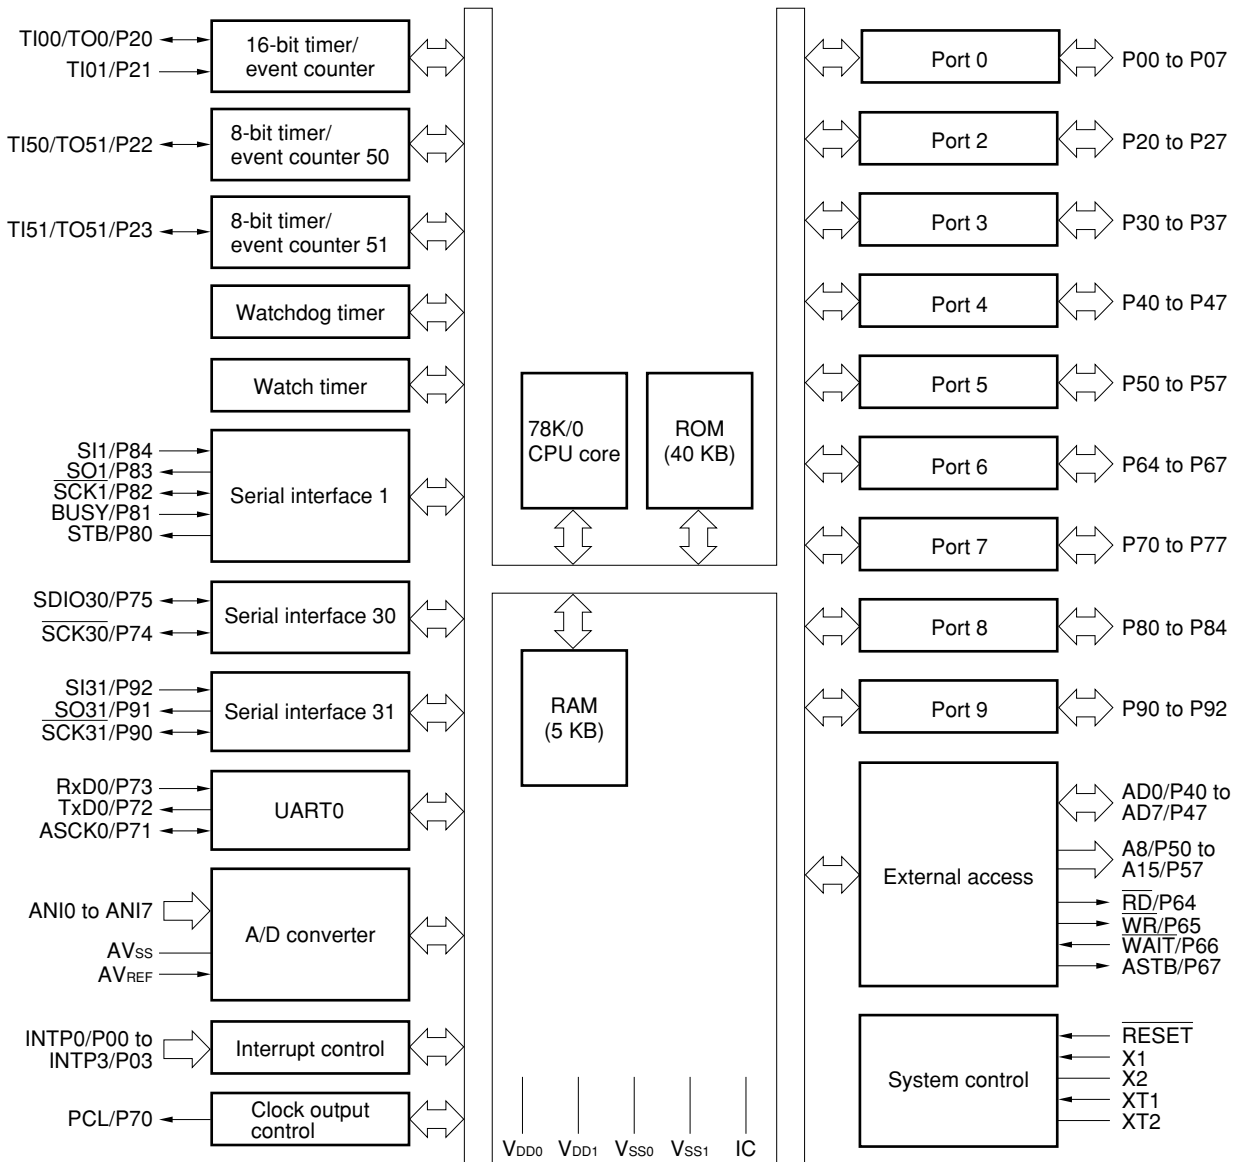 TI00/TO0/P20
TI01/P21
16-bit timer/
event counter
TI50/TO51/P22
8-bit timer/
event counter 50
TI51/TO51/P23
8-bit timer/
event counter 51
Watchdog timer
Watch timer
SI1/P84
SO1/P83
SCK1/P82
BUSY/P81
STB/P80
Serial interface 1
SDIO30/P75
SCK30/P74
Serial interface 30
SI31/P92
SO31/P91
SCK31/P90
Serial interface 31
RxD0/P73
TxD0/P72
ASCK0/P71
UART0
ANI0 to ANI7
AVSS
AVREF
A/D converter
INTP0/P00 to
INTP3/P03
Interrupt control
PCL/P70
Clock output
control
78K/0
CPU core
ROM
(40 KB)
RAM
(5 KB)
VDD0
VDD1
VSS0
VSS1
IC
Port 0
P00 to P07
Port 2
P20 to P27
Port 3
P30 to P37
Port 4
P40 to P47
Port 5
P50 to P57
Port 6
P64 to P67
Port 7
P70 to P77
Port 8
P80 to P84
Port 9
P90 to P92
External access
AD0/P40 to
AD7/P47
A8/P50 to
A15/P57
RD/P64
WR/P65
WAIT/P66
ASTB/P67
System control
RESET
X1
X2
XT1
XT2